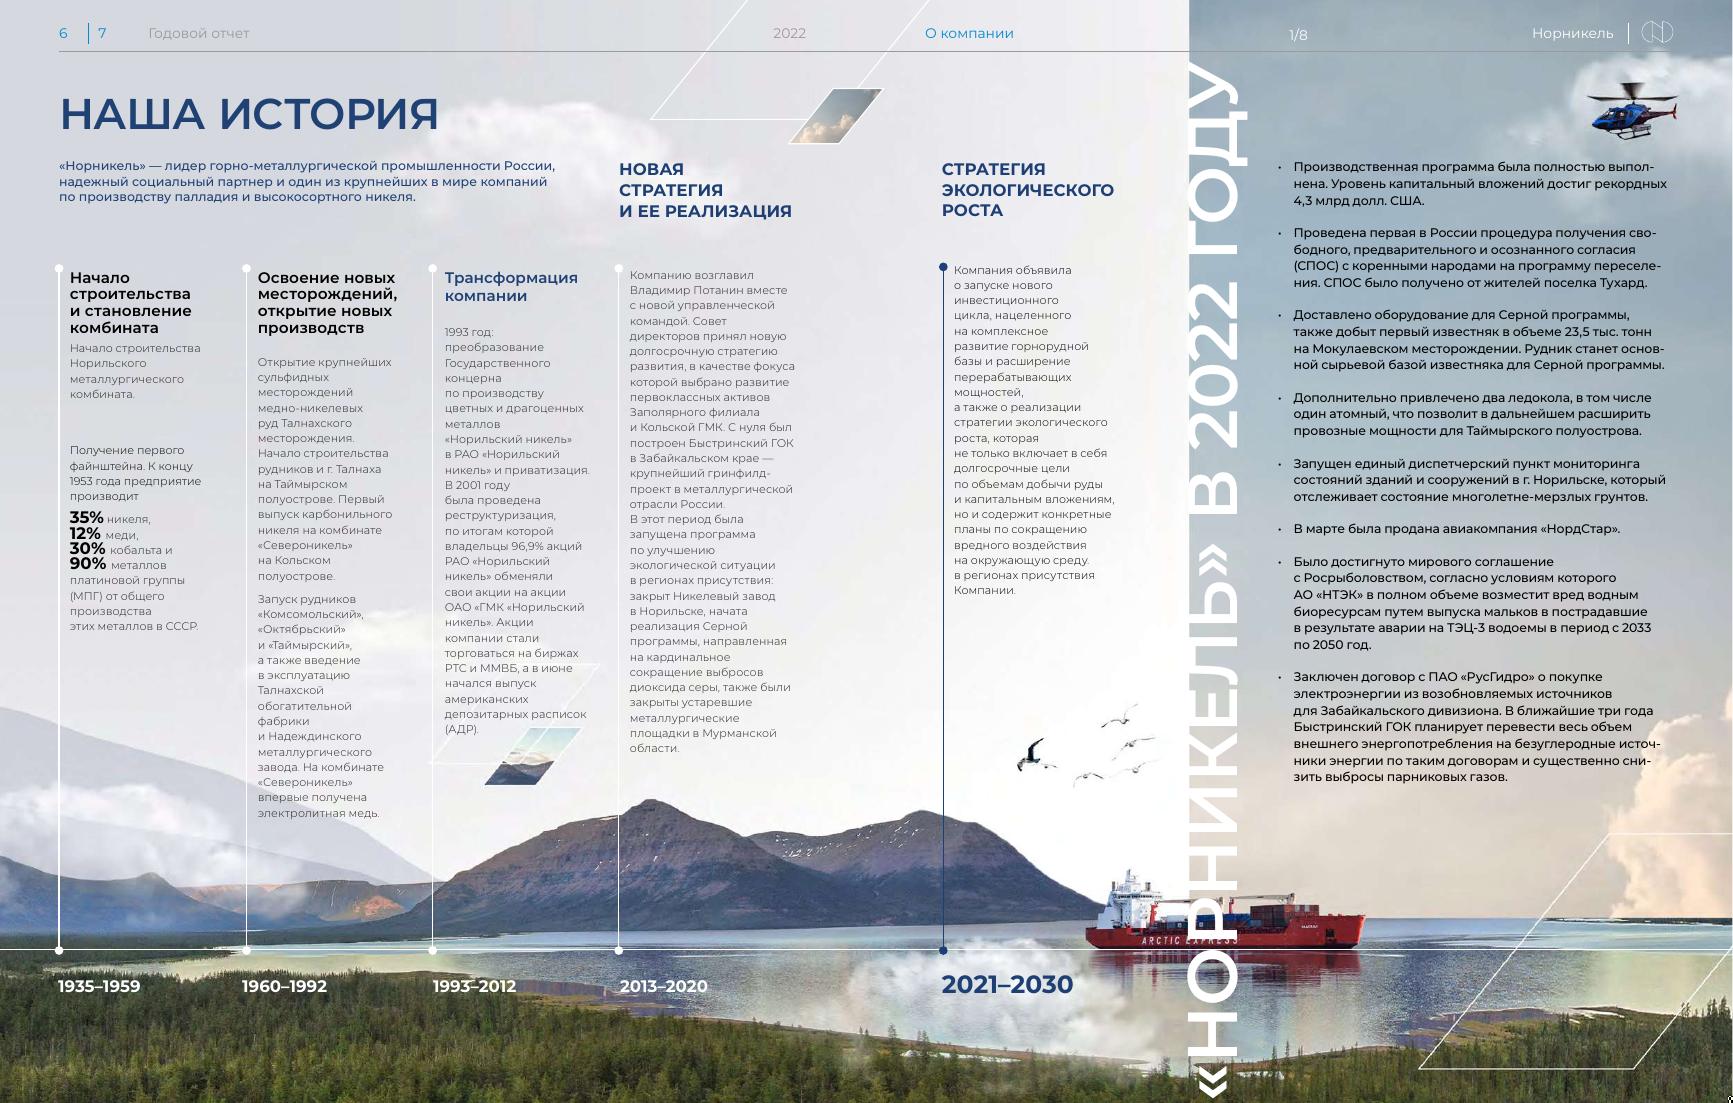 6 7 Годовой отчет 2022 О компании 1/8 Норникель
НАША ИСТОРИЯ
«Норникель» — лидер горно-металлургической промышленности России,
надежный социальный партнер и один из крупнейших в мире компаний
по производству палладия и высокосортного никеля.
Начало
строительства
и становление
комбината
Начало строительства
Норильского
металлургического
комбината.
Получение первого
файнштейна. К концу
1953 года предприятие
производит
35% никеля,
12% меди,
30% кобальта и
90% металлов
платиновой группы
(МПГ) от общего
производства
этих металлов в СССР.
1935–1959
Освоение новых
месторождений,
открытие новых
производств
Открытие крупнейших
сульфидных
месторождений
медно-никелевых
руд Талнахского
месторождения.
Начало строительства
рудников и г. Талнаха
на Таймырском
полуострове. Первый
выпуск карбонильного
никеля на комбинате
«Североникель»
на Кольском
полуострове.
Запуск рудников
«Комсомольский»,
«Октябрьский»
и «Таймырский»,
а также введение
в эксплуатацию
Талнахской
обогатительной
фабрики
и Надеждинского
металлургического
завода. На комбинате
«Североникель»
впервые получена
электролитная медь.
1960–1992
Трансформация
компании
1993 год:
преобразование
Государственного
концерна
по производству
цветных и драгоценных
металлов
«Норильский никель»
в РАО «Норильский
никель» и приватизация.
В 2001 году
была проведена
реструктуризация,
по итогам которой
владельцы 96,9% акций
РАО «Норильский
никель» обменяли
свои акции на акции
ОАО «ГМК «Норильский
никель». Акции
компании стали
торговаться на биржах
РТС и ММВБ, а в июне
начался выпуск
американских
депозитарных расписок
(АДР).
1993–2012
НОВАЯ
СТРАТЕГИЯ
И ЕЕ РЕАЛИЗАЦИЯ
Компанию возглавил
Владимир Потанин вместе
с новой управленческой
командой. Совет
директоров принял новую
долгосрочную стратегию
развития, в качестве фокуса
которой выбрано развитие
первоклассных активов
Заполярного филиала
и Кольской ГМК. С нуля был
построен Быстринский ГОК
в Забайкальском крае —
крупнейший гринфилд-
проект в металлургической
отрасли России.
В этот период была
запущена программа
по улучшению
экологической ситуации
в регионах присутствия:
закрыт Никелевый завод
в Норильске, начата
реализация Серной
программы, направленная
на кардинальное
сокращение выбросов
диоксида серы, также были
закрыты устаревшие
металлургические
площадки в Мурманской
области.
2013–2020
СТРАТЕГИЯ
ЭКОЛОГИЧЕСКОГО
РОСТА
Компания объявила
о запуске нового
инвестиционного
цикла, нацеленного
на комплексное
развитие горнорудной
базы и расширение
перерабатывающих
мощностей,
а также о реализации
стратегии экологического
роста, которая
не только включает в себя
долгосрочные цели
по объемам добычи руды
и капитальным вложениям,
но и содержит конкретные
планы по сокращению
вредного воздействия
на окружающую среду.
в регионах присутствия
Компании.
2021–2030
ARCTIC EXPRESS
«НОРНИКЕЛЬ» В 2022 ГОДУ
• Производственная программа была полностью выпол-
нена. Уровень капитальный вложений достиг рекордных
4,3 млрд долл. США.
• Проведена первая в России процедура получения сво-
бодного, предварительного и осознанного согласия
(СПОС) с коренными народами на программу переселе-
ния. СПОС было получено от жителей поселка Тухард.
• Доставлено оборудование для Серной программы,
также добыт первый известняк в объеме 23,5 тыс. тонн
на Мокулаевском месторождении. Рудник станет основ-
ной сырьевой базой известняка для Серной программы.
• Дополнительно привлечено два ледокола, в том числе
один атомный, что позволит в дальнейшем расширить
провозные мощности для Таймырского полуострова.
• Запущен единый диспетчерский пункт мониторинга
состояний зданий и сооружений в г. Норильске, который
отслеживает состояние многолетне-мерзлых грунтов.
• В марте была продана авиакомпания «НордСтар».
• Было достигнуто мирового соглашение
с Росрыболовством, согласно условиям которого
АО «НТЭК» в полном объеме возместит вред водным
биоресурсам путем выпуска мальков в пострадавшие
в результате аварии на ТЭЦ-3 водоемы в период с 2033
по 2050 год.
• Заключен договор с ПАО «РусГидро» о покупке
электроэнергии из возобновляемых источников
для Забайкальского дивизиона. В ближайшие три года
Быстринский ГОК планирует перевести весь объем
внешнего энергопотребления на безуглеродные источ-
ники энергии по таким договорам и существенно сни-
зить выбросы парниковых газов.